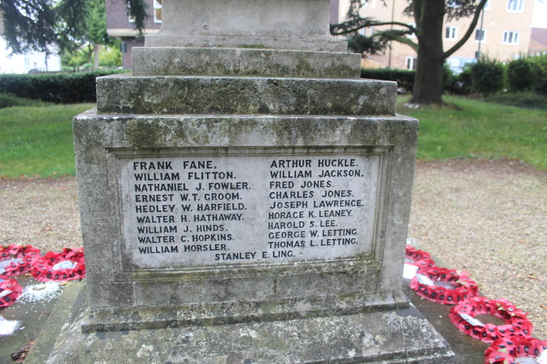 FRANK FANE.
WILLIAM FLITTON.
NATHANIEL J. FOWLER.
ERNEST W.T. GROOM.
HEDLEY W. HARFIELD.
WALTER H. HATHAWAY.
WILLIAM J. HINDS.
WALTER C. HOPKINS.
WILLIAM HORSLER.
ARTHUR HUCKLE.
WILLIAM JACKSON.
FRED JONES.
CHARLES JONES.
JOSEPH LAWRENCE.
HORACE K. LEANEY.
HAROLD S. LEE.
GEORGE W. LETTING.
THOMAS L. LETTING.
STANLEY E. LING.